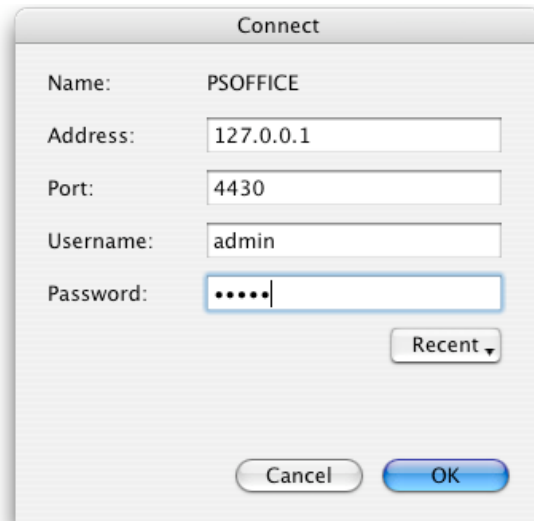 Connect
Name: PSOFFICE
Address: 127.0.0.1
Port: 4430
Username: admin
Password: •••••
Recent
Cancel OK